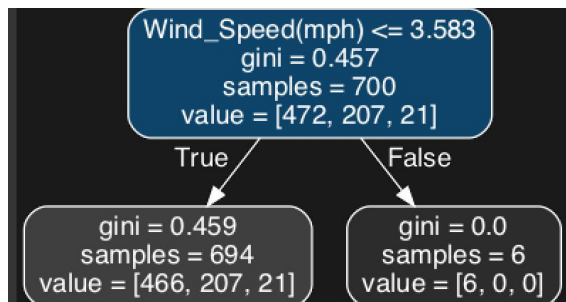 Wind_Speed(mph) <= 3.583
gini = 0.457
samples = 700
value = [472, 207, 21]
True
False
gini = 0.459
samples = 694
value = [466, 207, 21]
gini = 0.0
samples = 6
value = [6, 0, 0]